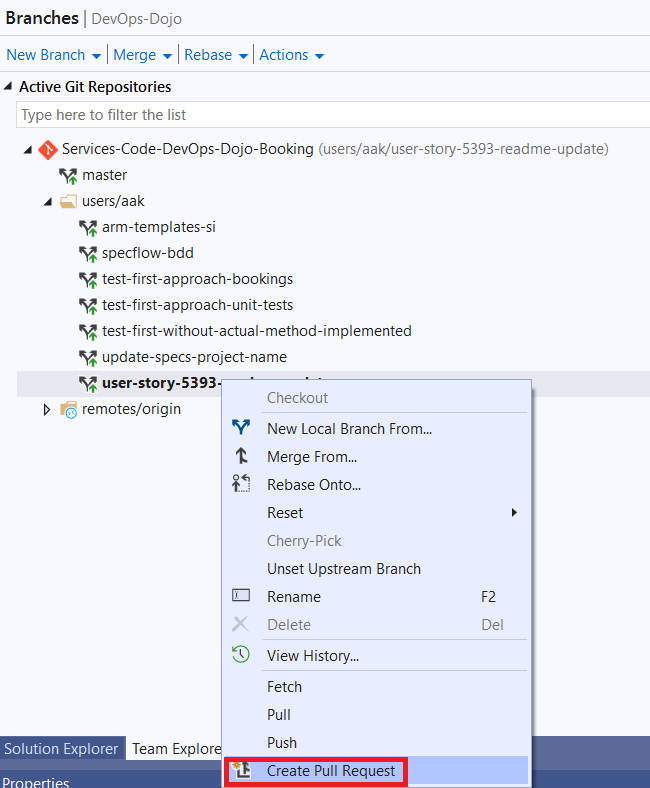 Branches | DevOps-Dojo
New Branch Merge Rebase Actions
Active Git Repositories
Type here to filter the list
Services-Code-DevOps-Dojo-Booking (users/aak/user-story-5393-readme-update)
master
users/aak
arm-templates-si
specflow-bdd
test-first-approach-bookings
test-first-approach-unit-tests
test-first-without-actual-method-implemented
update-specs-project-name
user-story-5393-
remotes/origin
Checkout
New Local Branch From...
Merge From...
Rebase Onto...
Reset
Cherry-Pick
Unset Upstream Branch
Rename F2
Delete Del
View History...
Fetch
Pull
Push
Create Pull Request
Solution Explorer Team Explore
Properties